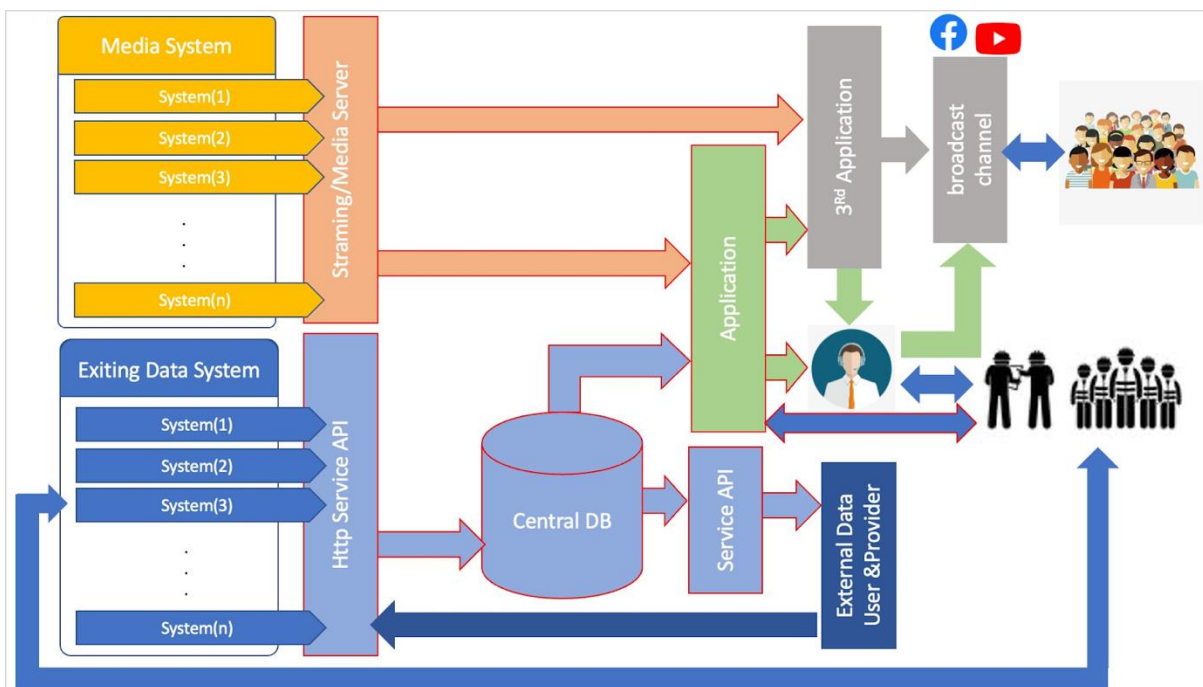 Media System
System(1)
System(2)
System(3)
.
.
.
System(n)
Straming/Media Server
Exiting Data System
System(1)
System(2)
System(3)
.
.
.
System(n)
Http Service API
Central DB
Application
Service API
3Rd Application
broadcast
channel
External Data
User &Provider